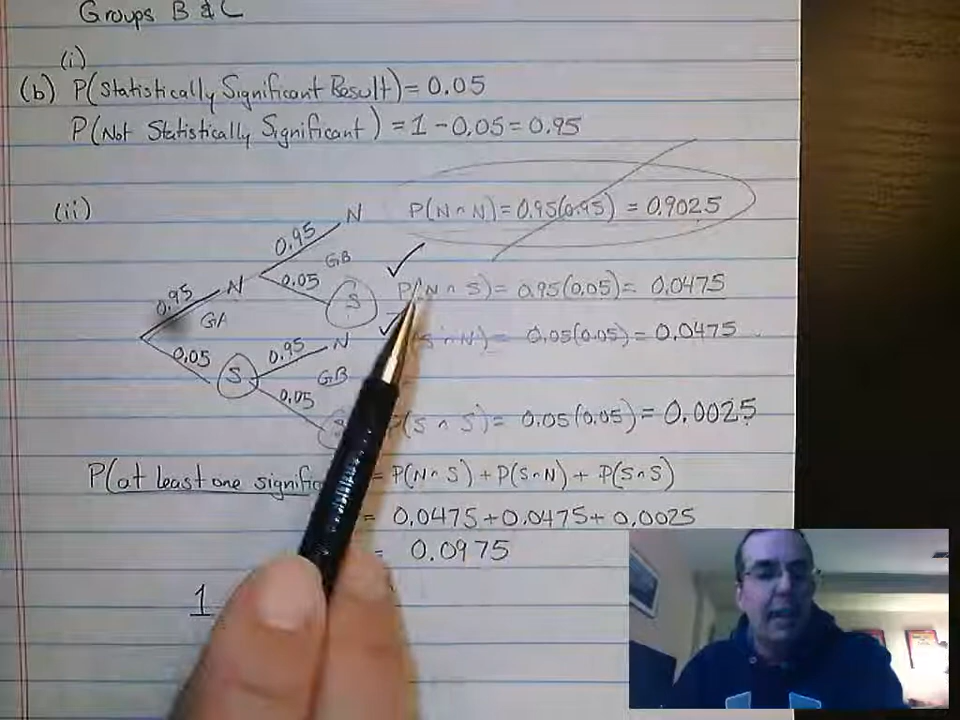 Groups B & C
(i)
(b) P(Statistically Significant Result) = 0.05
P(Not Statistically Significant) = 1 - 0.05 = 0.95
(ii)
0.95 N P(N ∩ N) = 0.95(0.95) = 0.9025
0.95 N GB
GA 0.05 S P(N ∩ S) = 0.95(0.05) = 0.0475
0.05 S 0.95 N (S ∩ N) = 0.05(0.05) = 0.0475
GB
0.05 S P(S ∩ S) = 0.05(0.05) = 0.0025
P(at least one signific = P(N ∩ S) + P(S ∩ N) + P(S ∩ S)
= 0.0475 + 0.0475 + 0.0025
= 0.0975
1